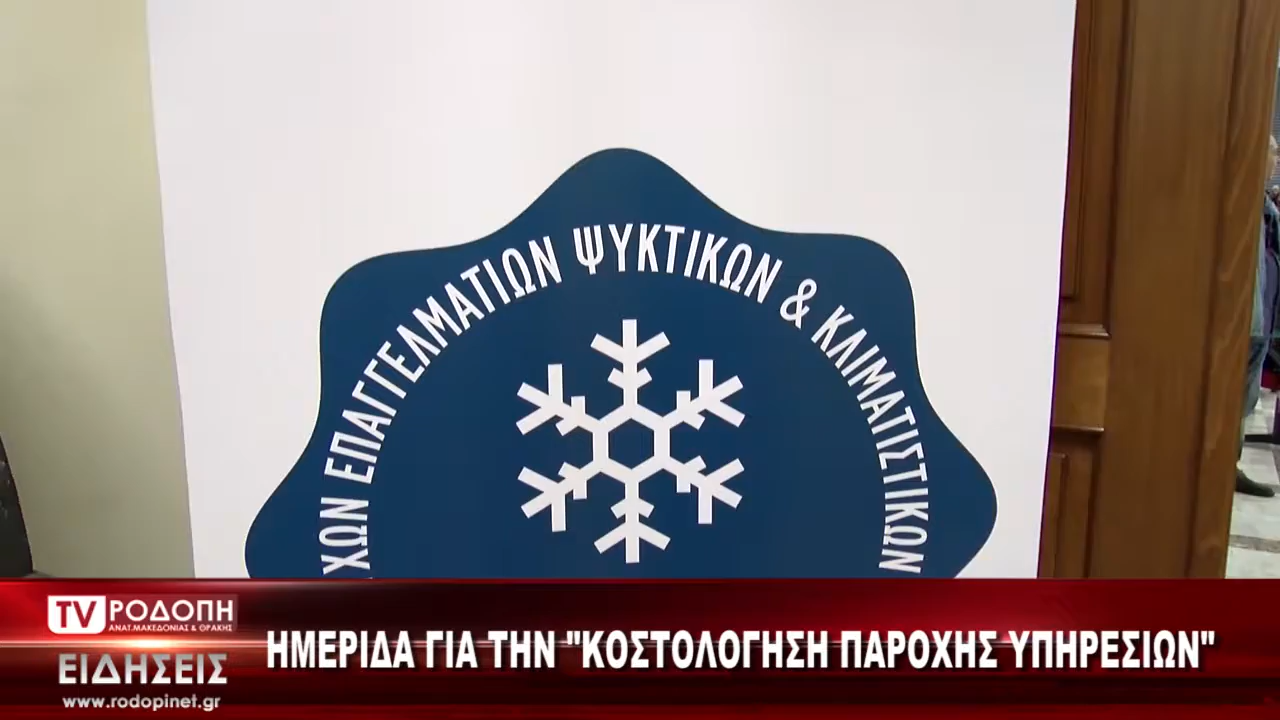 ΧΩΝ ΕΠΑΓΓΕΛΜΑΤΙΩΝ ΨΥΚΤΙΚΩΝ & ΚΛΙΜΑΤΙΣΤΙΚΩΝ
TV ΡΟΔΟΠΗ
ΑΝΑΤ.ΜΑΚΕΔΟΝΙΑΣ & ΘΡΑΚΗΣ
ΕΙΔΗΣΕΙΣ
www.rodopinet.gr
ΗΜΕΡΙΔΑ ΓΙΑ ΤΗΝ "ΚΟΣΤΟΛΟΓΗΣΗ ΠΑΡΟΧΗΣ ΥΠΗΡΕΣΙΩΝ"